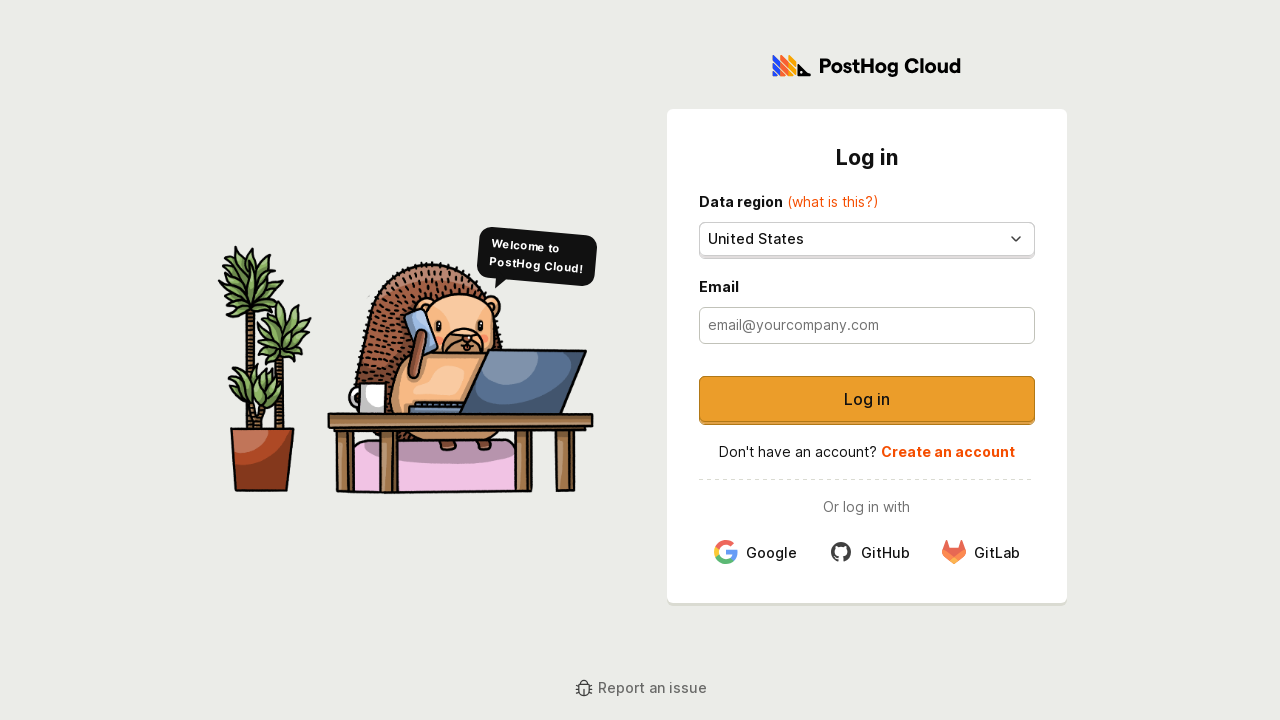 PostHog Cloud
Welcome to
PostHog Cloud!
Log in
Data region (what is this?)
United States
Email
email@yourcompany.com
Log in
Don't have an account? Create an account
Or log in with
Google GitHub GitLab
Report an issue